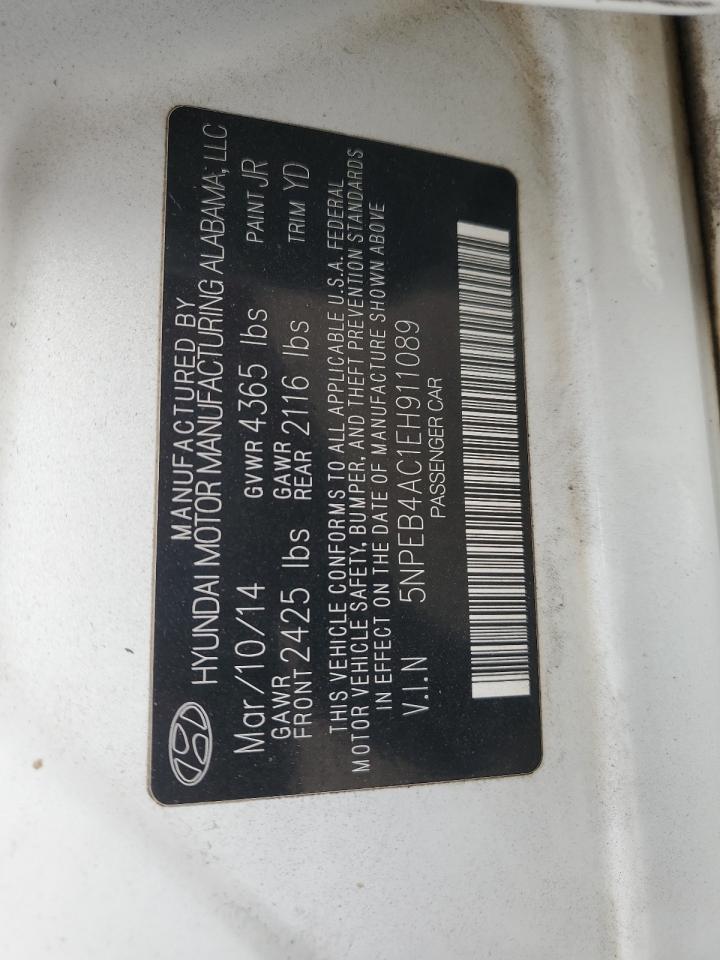 MANUFACTURED BY
HYUNDAI MOTOR MANUFACTURING ALABAMA, LLC
Mar/10/14 GVWR 4365 lbs PAINT JR
GAWR FRONT 2425 lbs GAWR REAR 2116 lbs TRIM YD
THIS VEHICLE CONFORMS TO ALL APPLICABLE U.S.A. FEDERAL
MOTOR VEHICLE SAFETY, BUMPER, AND THEFT PREVENTION STANDARDS
IN EFFECT ON THE DATE OF MANUFACTURE SHOWN ABOVE
V.I.N 5NPEB4AC1EH911089
PASSENGER CAR